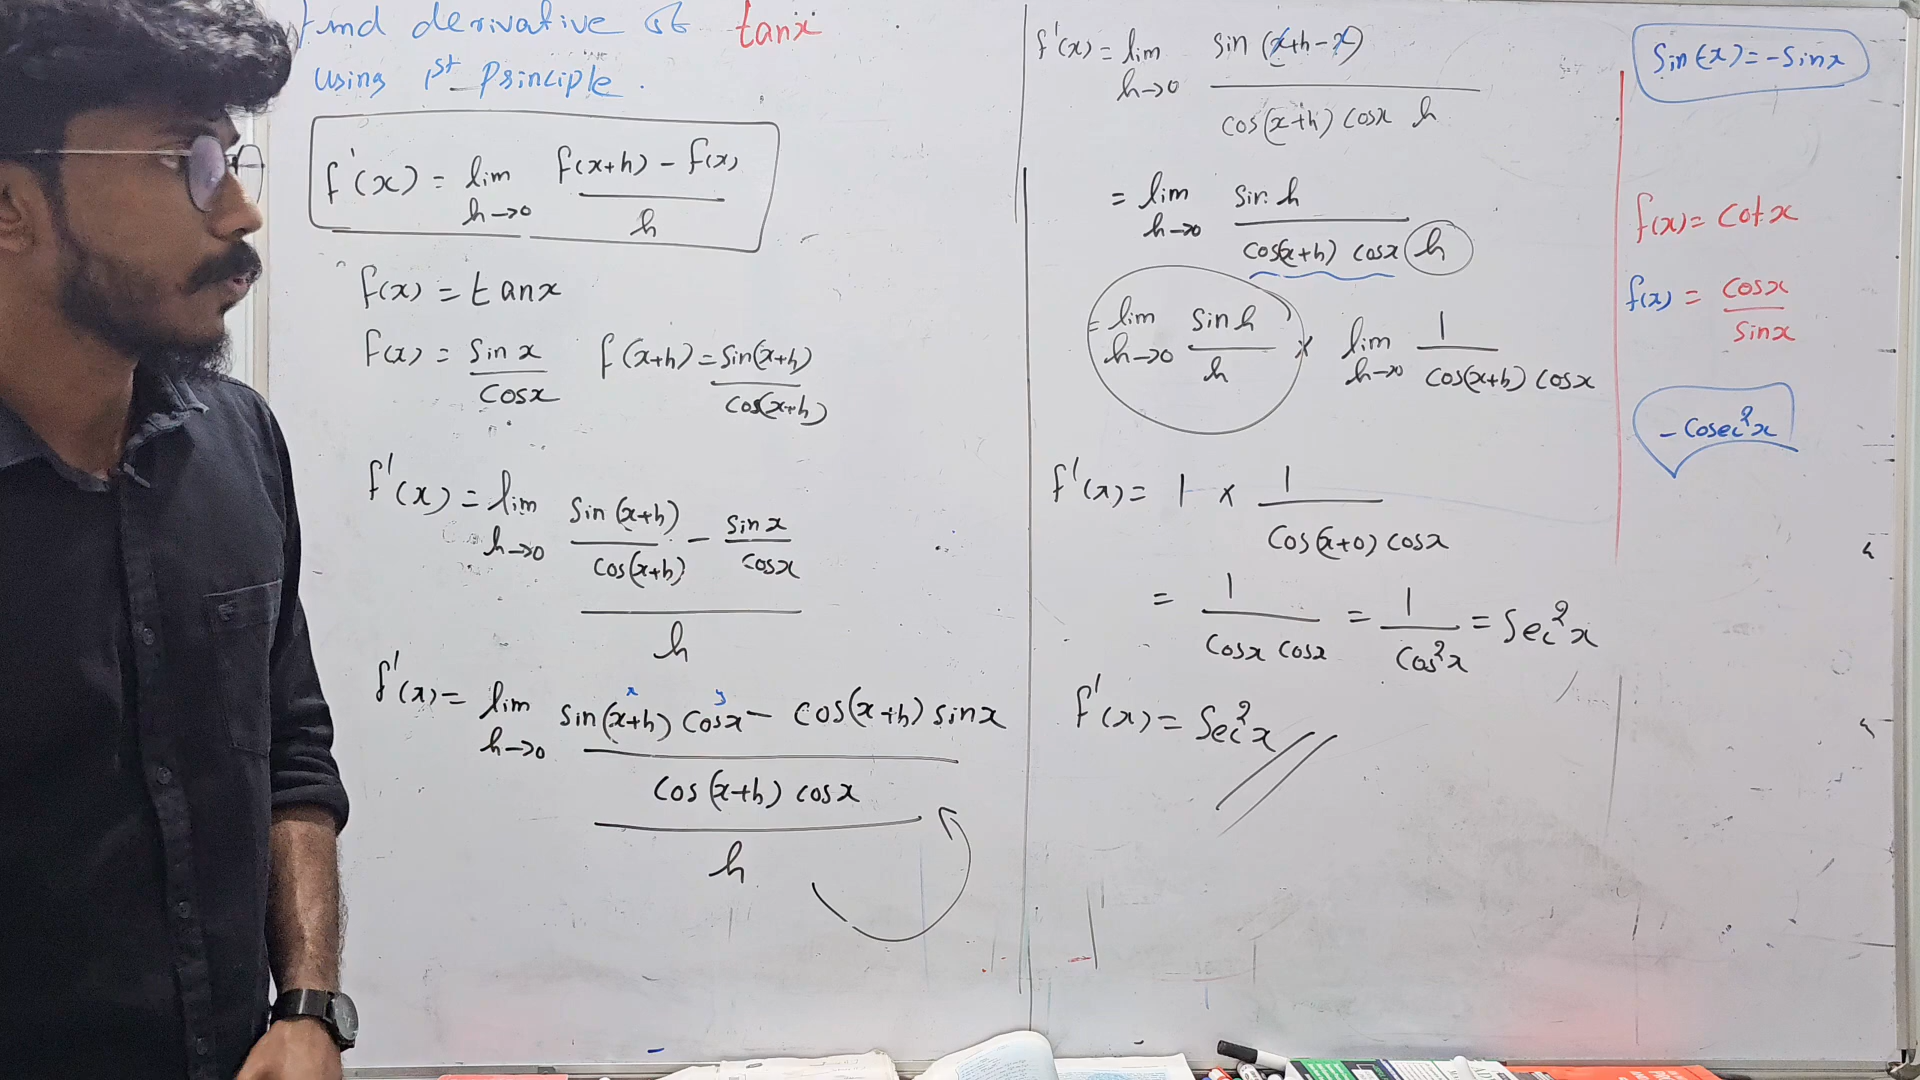 Find derivative of tanx
using 1st Principle.
f'(x) = lim h→0 f(x+h) - f(x) / h
f(x) = tanx
f(x) = sin x / cosx f(x+h) = sin(x+h) / cos(x+h)
f'(x) = lim h→0 sin(x+h) / cos(x+h) - sin x / cosx / h
x y
f'(x) = lim h→0 sin(x+h) cosx - cos(x+h) sinx / cos(x+h) cosx / h
f'(x) = lim h→0 sin(x+h-x) / cos(x+h) cosx h
= lim h→0 sin h / cos(x+h) cosx h
= lim h→0 sin h / h × lim h→0 1 / cos(x+h) cosx
f'(x) = 1 × 1 / cos(x+0) cosx
= 1 / cosx cosx = 1 / cos²x = Sec²x
f'(x) = Sec²x
Sin(-x) = -Sinx
f(x) = Cotx
f(x) = cosx / sinx
- Cosec²x